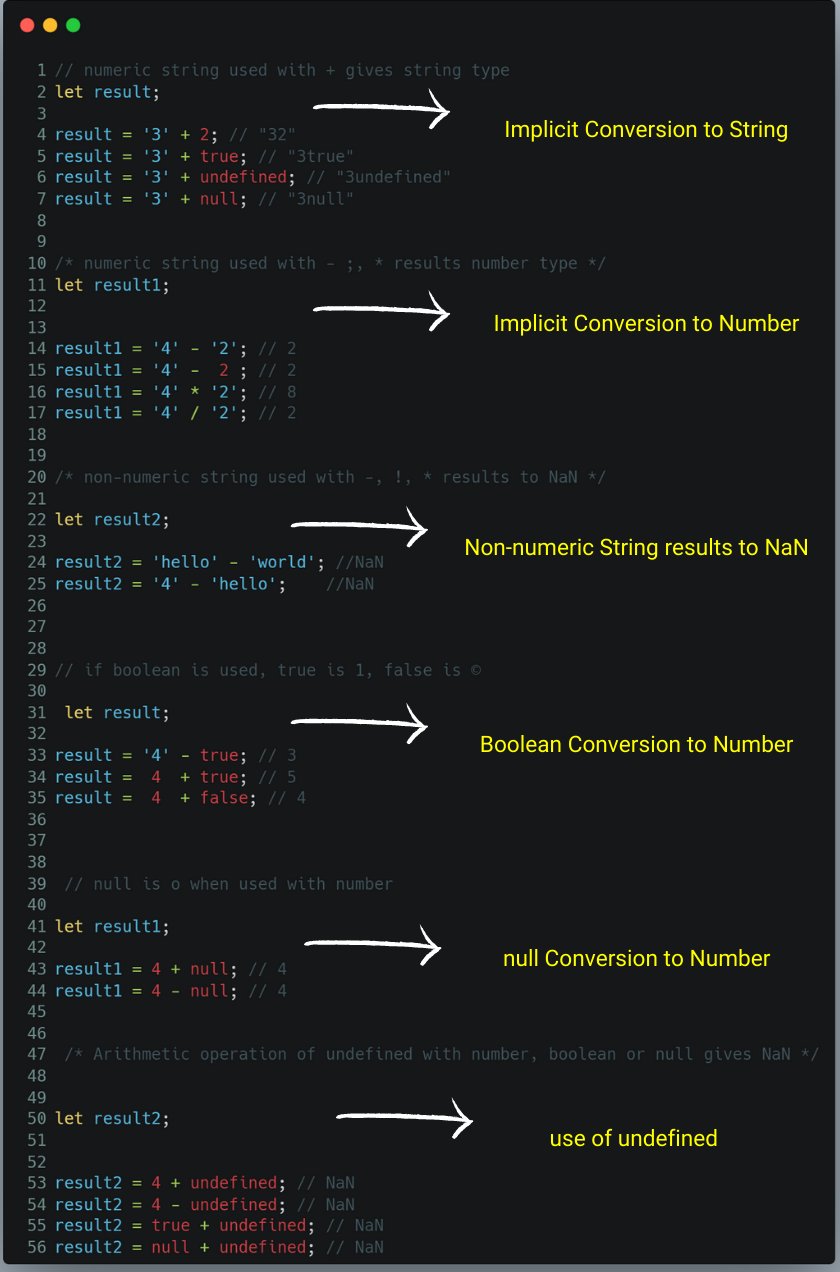 1 // numeric string used with + gives string type
2 let result;
3
Implicit Conversion to String
4 result = '3' + 2; // "32"
5 result = '3' + true; // "3true"
6 result = '3' + undefined; // "3undefined"
7 result = '3' + null; // "3null"
8
9
10 /* numeric string used with - ;, * results number type */
11 let result1;
12
13
Implicit Conversion to Number
14 result1 = '4' - '2'; // 2
15 result1 = '4' -  2 ; // 2
16 result1 = '4' * '2'; // 8
17 result1 = '4' / '2'; // 2
18
19
20 /* non-numeric string used with -, !, * results to NaN */
21
22 let result2;
23
Non-numeric String results to NaN
24 result2 = 'hello' - 'world'; //NaN
25 result2 = '4' - 'hello';    //NaN
26
27
28
29 // if boolean is used, true is 1, false is ©
30
31  let result;
32
Boolean Conversion to Number
33 result = '4' - true; // 3
34 result =  4  + true; // 5
35 result =  4  + false; // 4
36
37
38
39  // null is o when used with number
40
41 let result1;
42
null Conversion to Number
43 result1 = 4 + null; // 4
44 result1 = 4 - null; // 4
45
46
47  /* Arithmetic operation of undefined with number, boolean or null gives NaN */
48
49
50 let result2;
51
use of undefined
52
53 result2 = 4 + undefined; // NaN
54 result2 = 4 - undefined; // NaN
55 result2 = true + undefined; // NaN
56 result2 = null + undefined; // NaN